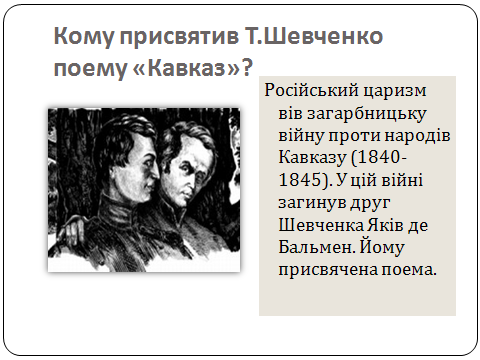 Кому присвятив Т.Шевченко
поему «Кавказ»?
Російський царизм
вів загарбницьку
війну проти народів
Кавказу (1840-
1845). У цій війні
загинув друг
Шевченка Яків де
Бальмен. Йому
присвячена поема.